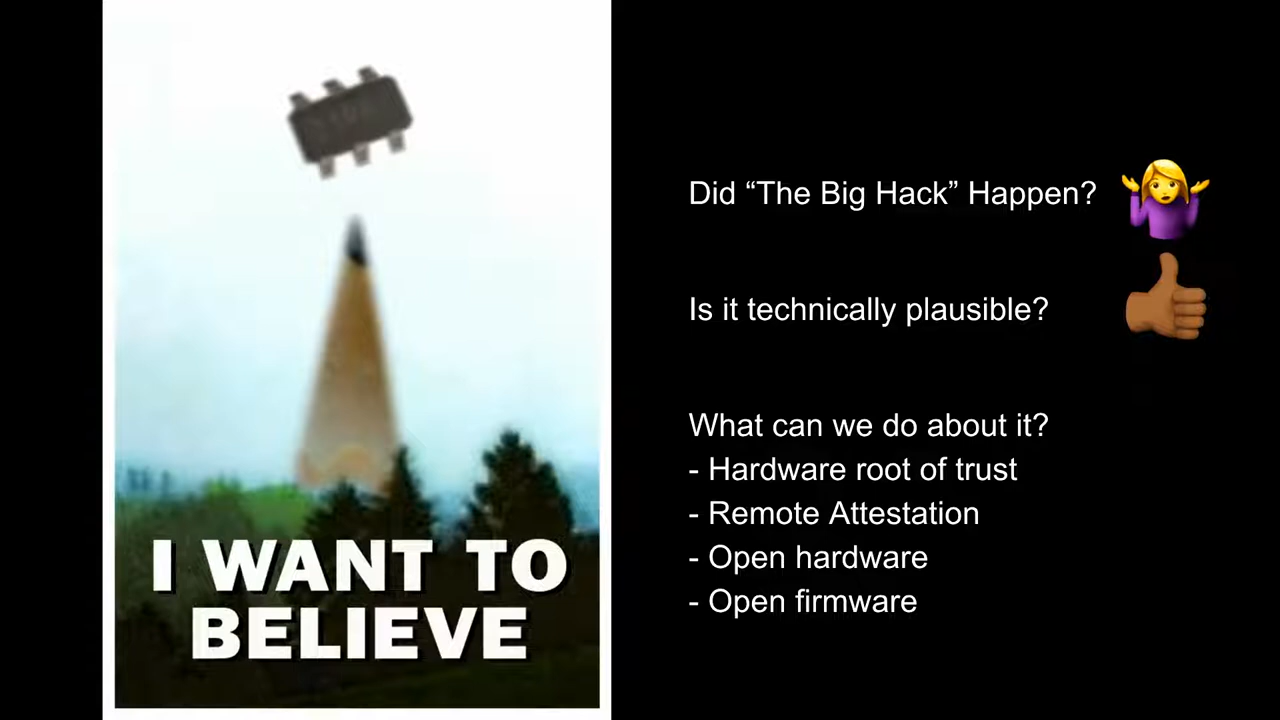 I WANT TO
BELIEVE
Did “The Big Hack” Happen?
Is it technically plausible?
What can we do about it?
- Hardware root of trust
- Remote Attestation
- Open hardware
- Open firmware